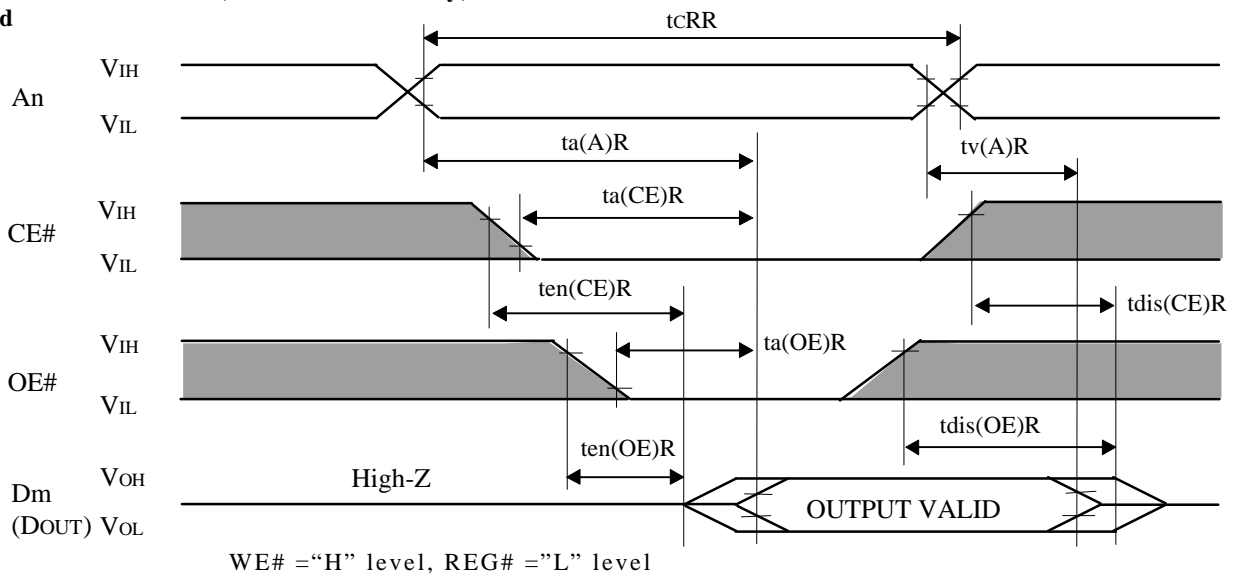 d
tcRR
An
VIH
VIL
ta(A)R
tv(A)R
CE#
VIH
VIL
ta(CE)R
ten(CE)R
tdis(CE)R
OE#
VIH
VIL
ta(OE)R
tdis(OE)R
ten(OE)R
Dm
(DOUT)
VOH
VOL
High-Z
OUTPUT VALID
WE# =“H” level, REG# =”L” level